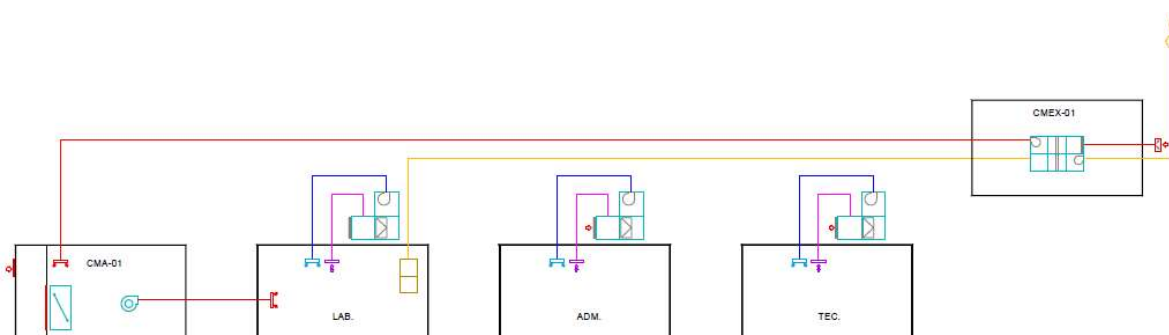 CMEX-01
CMA-01
LAB.
ADM.
TEC.